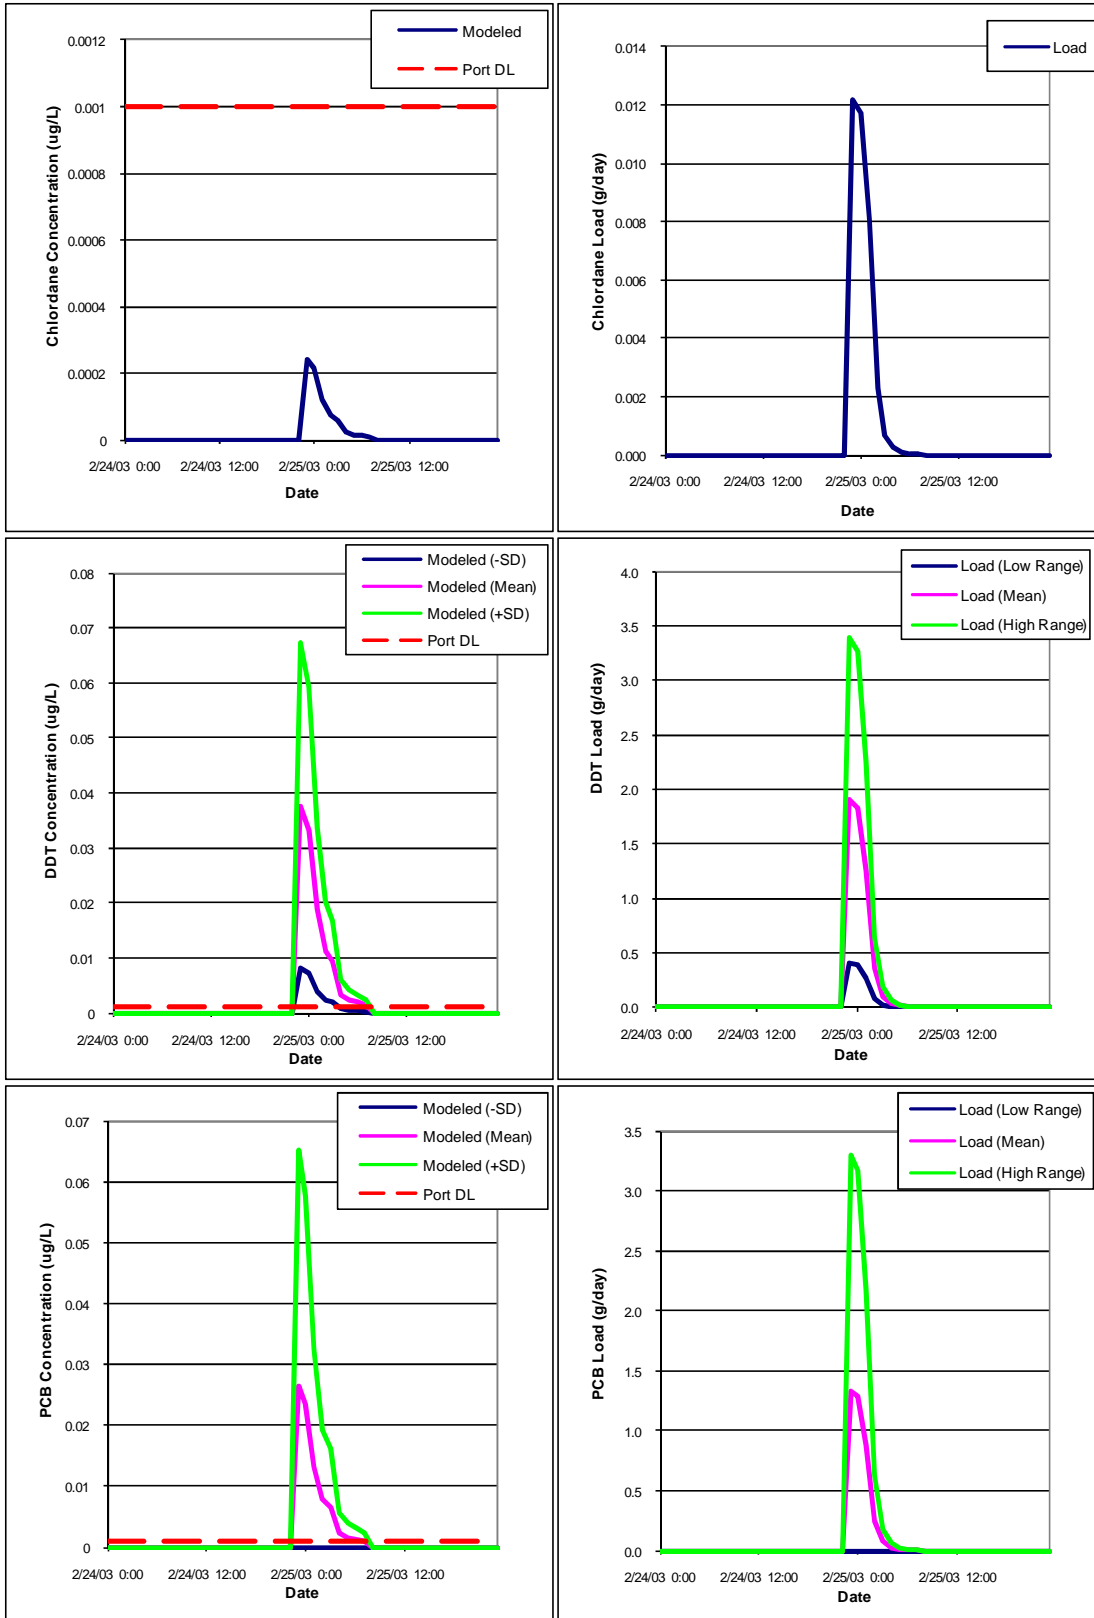 Modeled
Port DL
Chlordane Concentration (ug/L)
0.0012
0.001
0.0008
0.0006
0.0004
0.0002
0
2/24/03 0:00 2/24/03 12:00 2/25/03 0:00 2/25/03 12:00
Date
Load
Chlordane Load (g/day)
0.014
0.012
0.010
0.008
0.006
0.004
0.002
0.000
2/24/03 0:00 2/24/03 12:00 2/25/03 0:00 2/25/03 12:00
Date
Modeled (-SD)
Modeled (Mean)
Modeled (+SD)
Port DL
DDT Concentration (ug/L)
0.08
0.07
0.06
0.05
0.04
0.03
0.02
0.01
0
2/24/03 0:00 2/24/03 12:00 2/25/03 0:00 2/25/03 12:00
Date
Load (Low Range)
Load (Mean)
Load (High Range)
DDT Load (g/day)
4.0
3.5
3.0
2.5
2.0
1.5
1.0
0.5
0.0
2/24/03 0:00 2/24/03 12:00 2/25/03 0:00 2/25/03 12:00
Date
Modeled (-SD)
Modeled (Mean)
Modeled (+SD)
Port DL
PCB Concentration (ug/L)
0.07
0.06
0.05
0.04
0.03
0.02
0.01
0
2/24/03 0:00 2/24/03 12:00 2/25/03 0:00 2/25/03 12:00
Date
Load (Low Range)
Load (Mean)
Load (High Range)
PCB Load (g/day)
3.5
3.0
2.5
2.0
1.5
1.0
0.5
0.0
2/24/03 0:00 2/24/03 12:00 2/25/03 0:00 2/25/03 12:00
Date